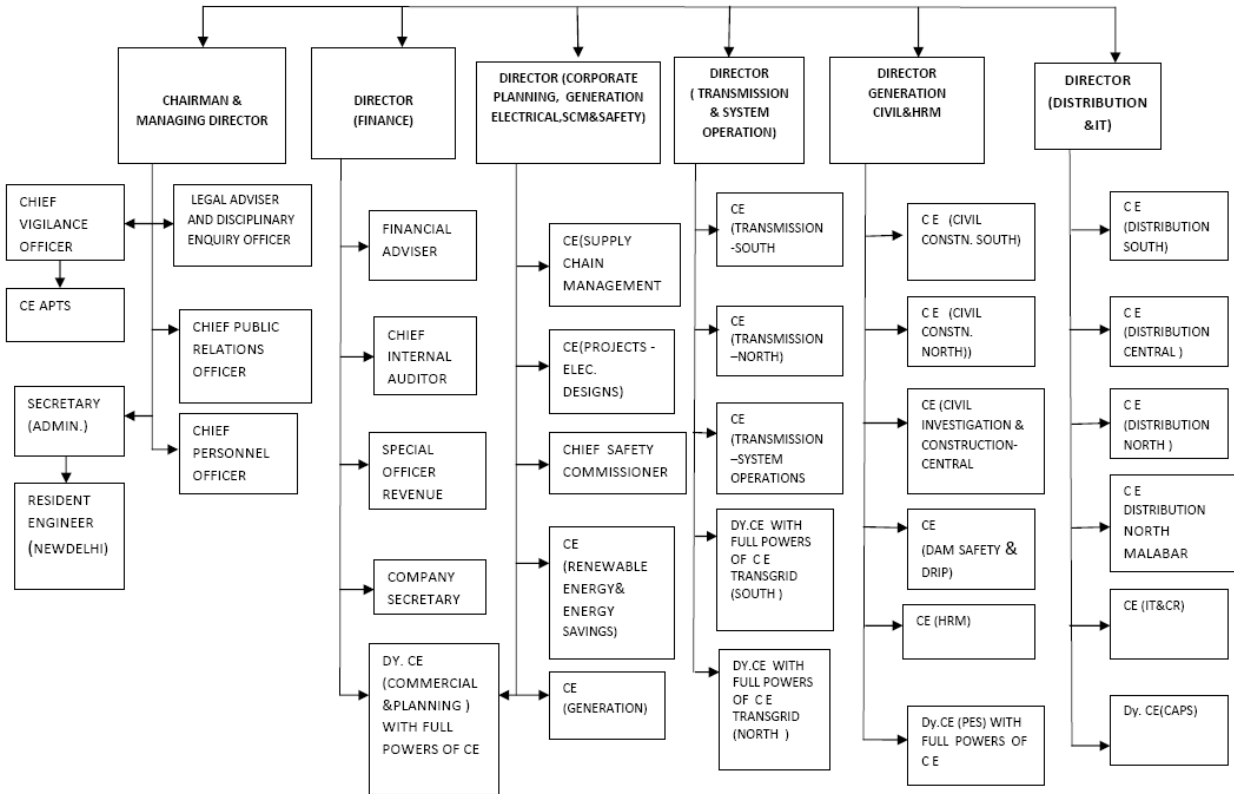 CHAIRMAN &
MANAGING DIRECTOR
DIRECTOR
(FINANCE)
DIRECTOR (CORPORATE
PLANNING, GENERATION
ELECTRICAL,SCM&SAFETY)
DIRECTOR
( TRANSMISSION
& SYSTEM
OPERATION)
DIRECTOR
GENERATION
CIVIL&HRM
DIRECTOR
(DISTRIBUTION
&IT)
CHIEF
VIGILANCE
OFFICER
LEGAL ADVISER
AND DISCIPLINARY
ENQUIRY OFFICER
CE APTS
CHIEF PUBLIC
RELATIONS
OFFICER
SECRETARY
(ADMIN.)
CHIEF
PERSONNEL
OFFICER
RESIDENT
ENGINEER
(NEWDELHI)
FINANCIAL
ADVISER
CHIEF
INTERNAL
AUDITOR
SPECIAL
OFFICER
REVENUE
COMPANY
SECRETARY
DY. CE
(COMMERCIAL
&PLANNING )
WITH FULL
POWERS OF CE
CE(SUPPLY
CHAIN
MANAGEMENT
CE(PROJECTS -
ELEC.
DESIGNS)
CHIEF SAFETY
COMMISSIONER
CE
(RENEWABLE
ENERGY&
ENERGY
SAVINGS)
CE
(GENERATION)
CE
(TRANSMISSION
-SOUTH
CE
(TRANSMISSION
–NORTH)
CE
(TRANSMISSION
–SYSTEM
OPERATIONS
DY.CE WITH
FULL POWERS
OF C E
TRANSGRID
(SOUTH )
DY.CE WITH
FULL POWERS
OF C E
TRANSGRID
(NORTH )
C E (CIVIL
CONSTN. SOUTH)
C E (CIVIL
CONSTN.
NORTH))
CE (CIVIL
INVESTIGATION &
CONSTRUCTION-
CENTRAL
CE
(DAM SAFETY &
DRIP)
CE (HRM)
Dy.CE (PES) WITH
FULL POWERS OF
C E
C E
(DISTRIBUTION
SOUTH)
C E
(DISTRIBUTION
CENTRAL )
C E
(DISTRIBUTION
NORTH )
C E
DISTRIBUTION
NORTH
MALABAR
CE (IT&CR)
Dy. CE(CAPS)